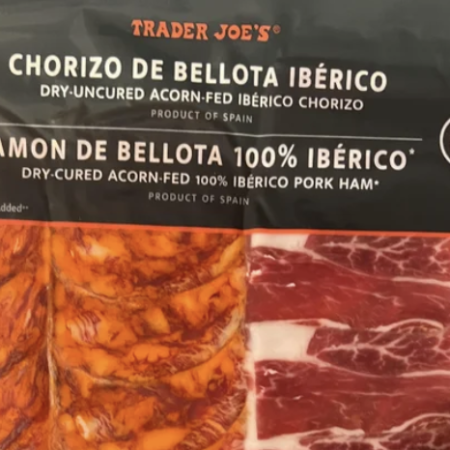 TRADER JOE'S®
CHORIZO DE BELLOTA IBÉRICO
DRY-UNCURED ACORN-FED IBÉRICO CHORIZO
PRODUCT OF SPAIN
AMON DE BELLOTA 100% IBÉRICO*
DRY-CURED ACORN-FED 100% IBÉRICO PORK HAM*
PRODUCT OF SPAIN
dded**